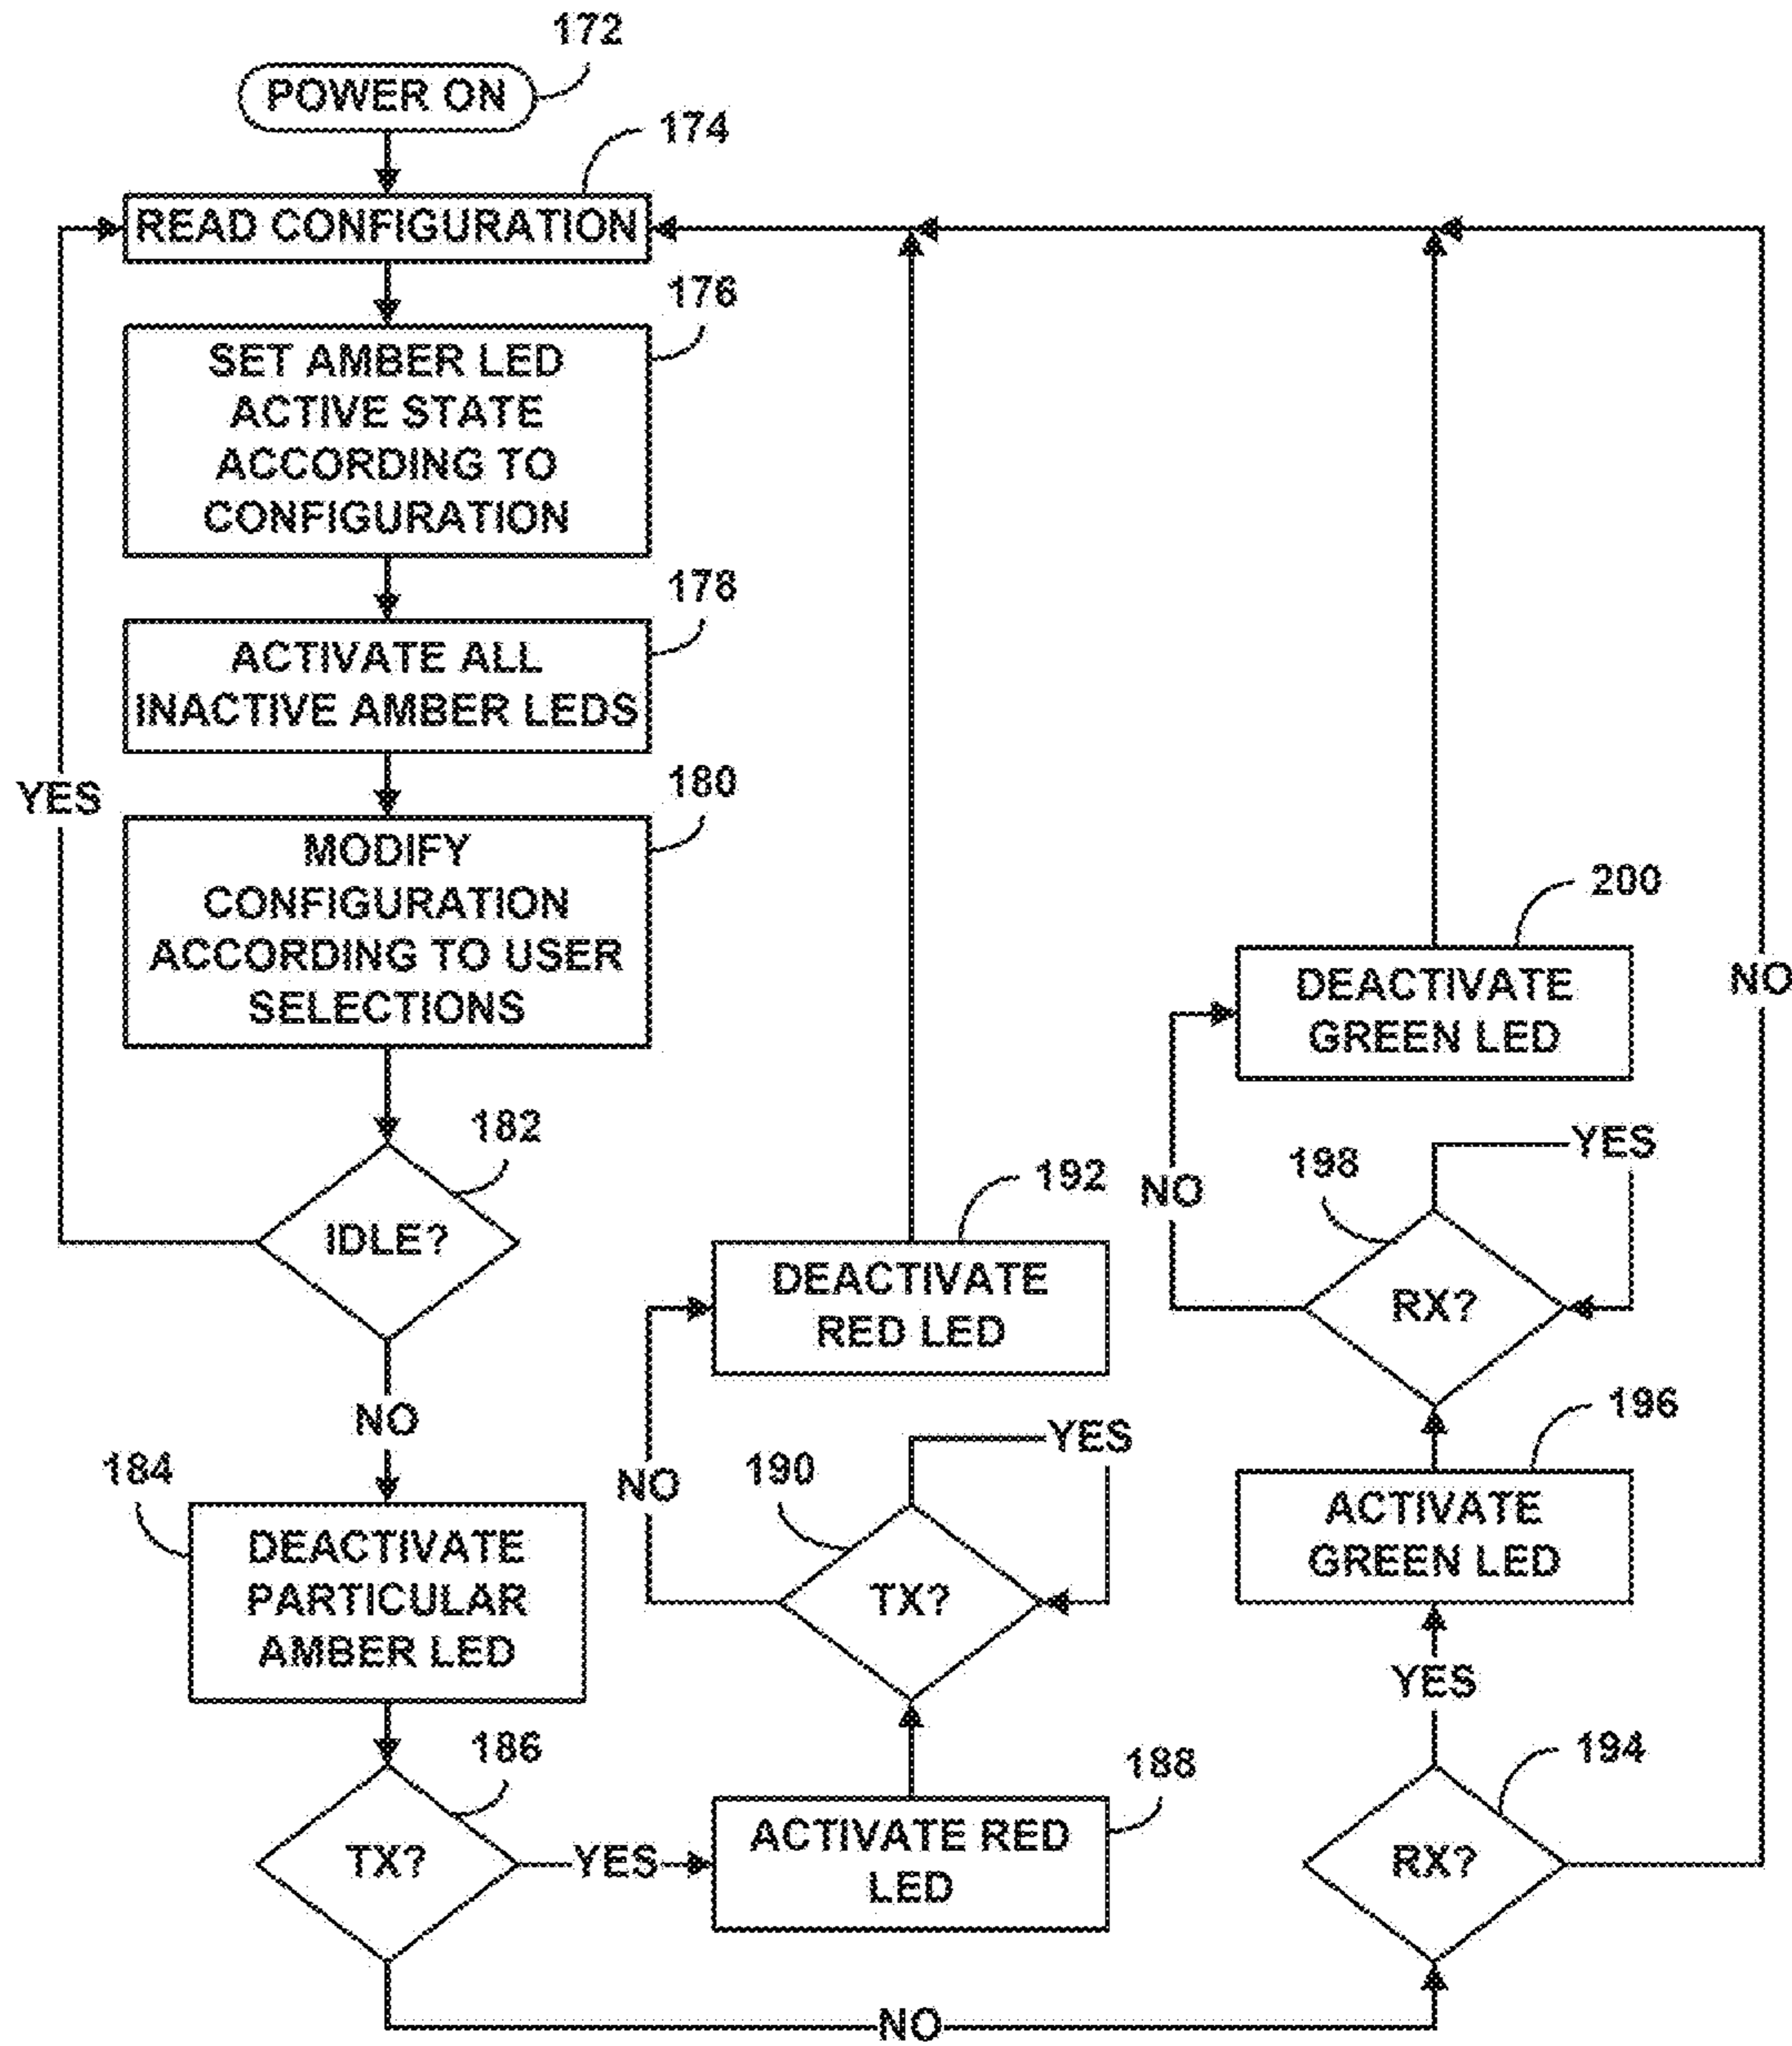 172
POWER ON
174
READ CONFIGURATION
176
SET AMBER LED
ACTIVE STATE
ACCORDING TO
CONFIGURATION
178
ACTIVATE ALL
INACTIVE AMBER LEDS
YES
180
MODIFY
CONFIGURATION
ACCORDING TO USER
SELECTIONS
182
IDLE?
NO
184
DEACTIVATE
PARTICULAR
AMBER LED
186
TX?
YES
188
ACTIVATE RED
LED
190
TX?
YES
NO
192
DEACTIVATE
RED LED
NO
194
RX?
YES
NO
196
ACTIVATE
GREEN LED
198
RX?
YES
NO
200
DEACTIVATE
GREEN LED